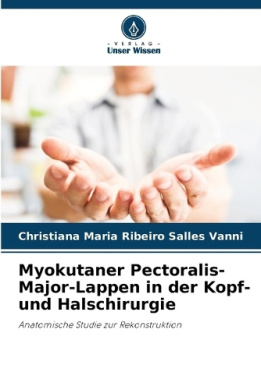 VERLAG
Unser Wissen
Christiana Maria Ribeiro Salles Vanni
Myokutaner Pectoralis-
Major-Lappen in der Kopf-
und Halschirurgie
Anatomische Studie zur Rekonstruktion